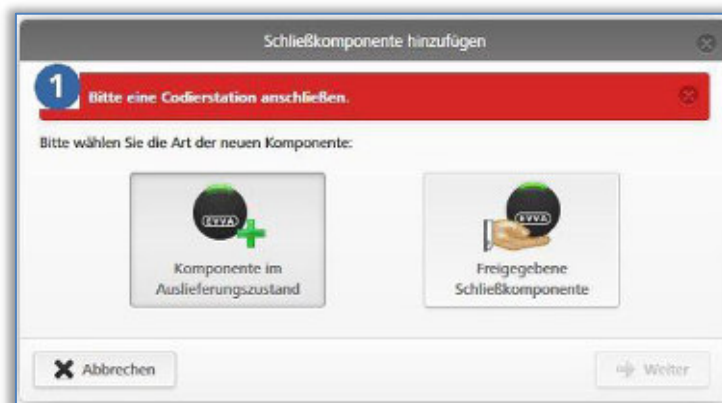 Schließkomponente hinzufügen
1
Bitte eine Codierstation anschließen.
Bitte wählen Sie die Art der neuen Komponente:
EVVA
EVVA
Komponente im
Auslieferungszustand
Freigegebene
Schließkomponente
Abbrechen
Weiter